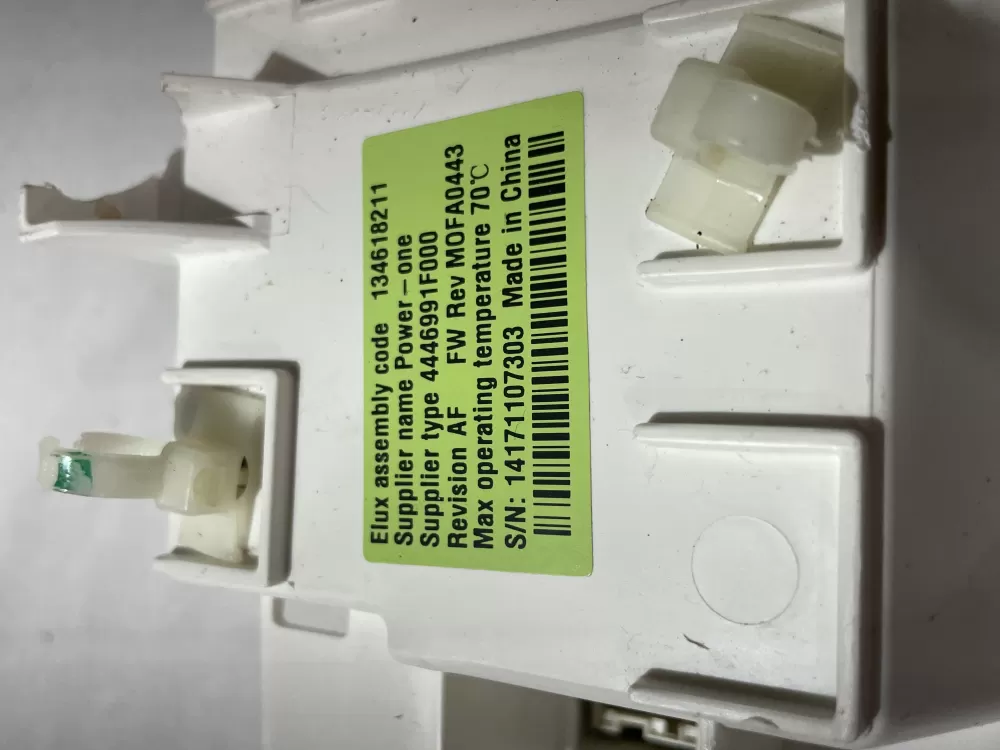 Elux assembly code 134618211
Supplier name Power-one
Supplier type 4446991F000
Revision AF FW Rev MOFA0443
Max operating temperature 70℃
S/N: 14171107303 Made in China